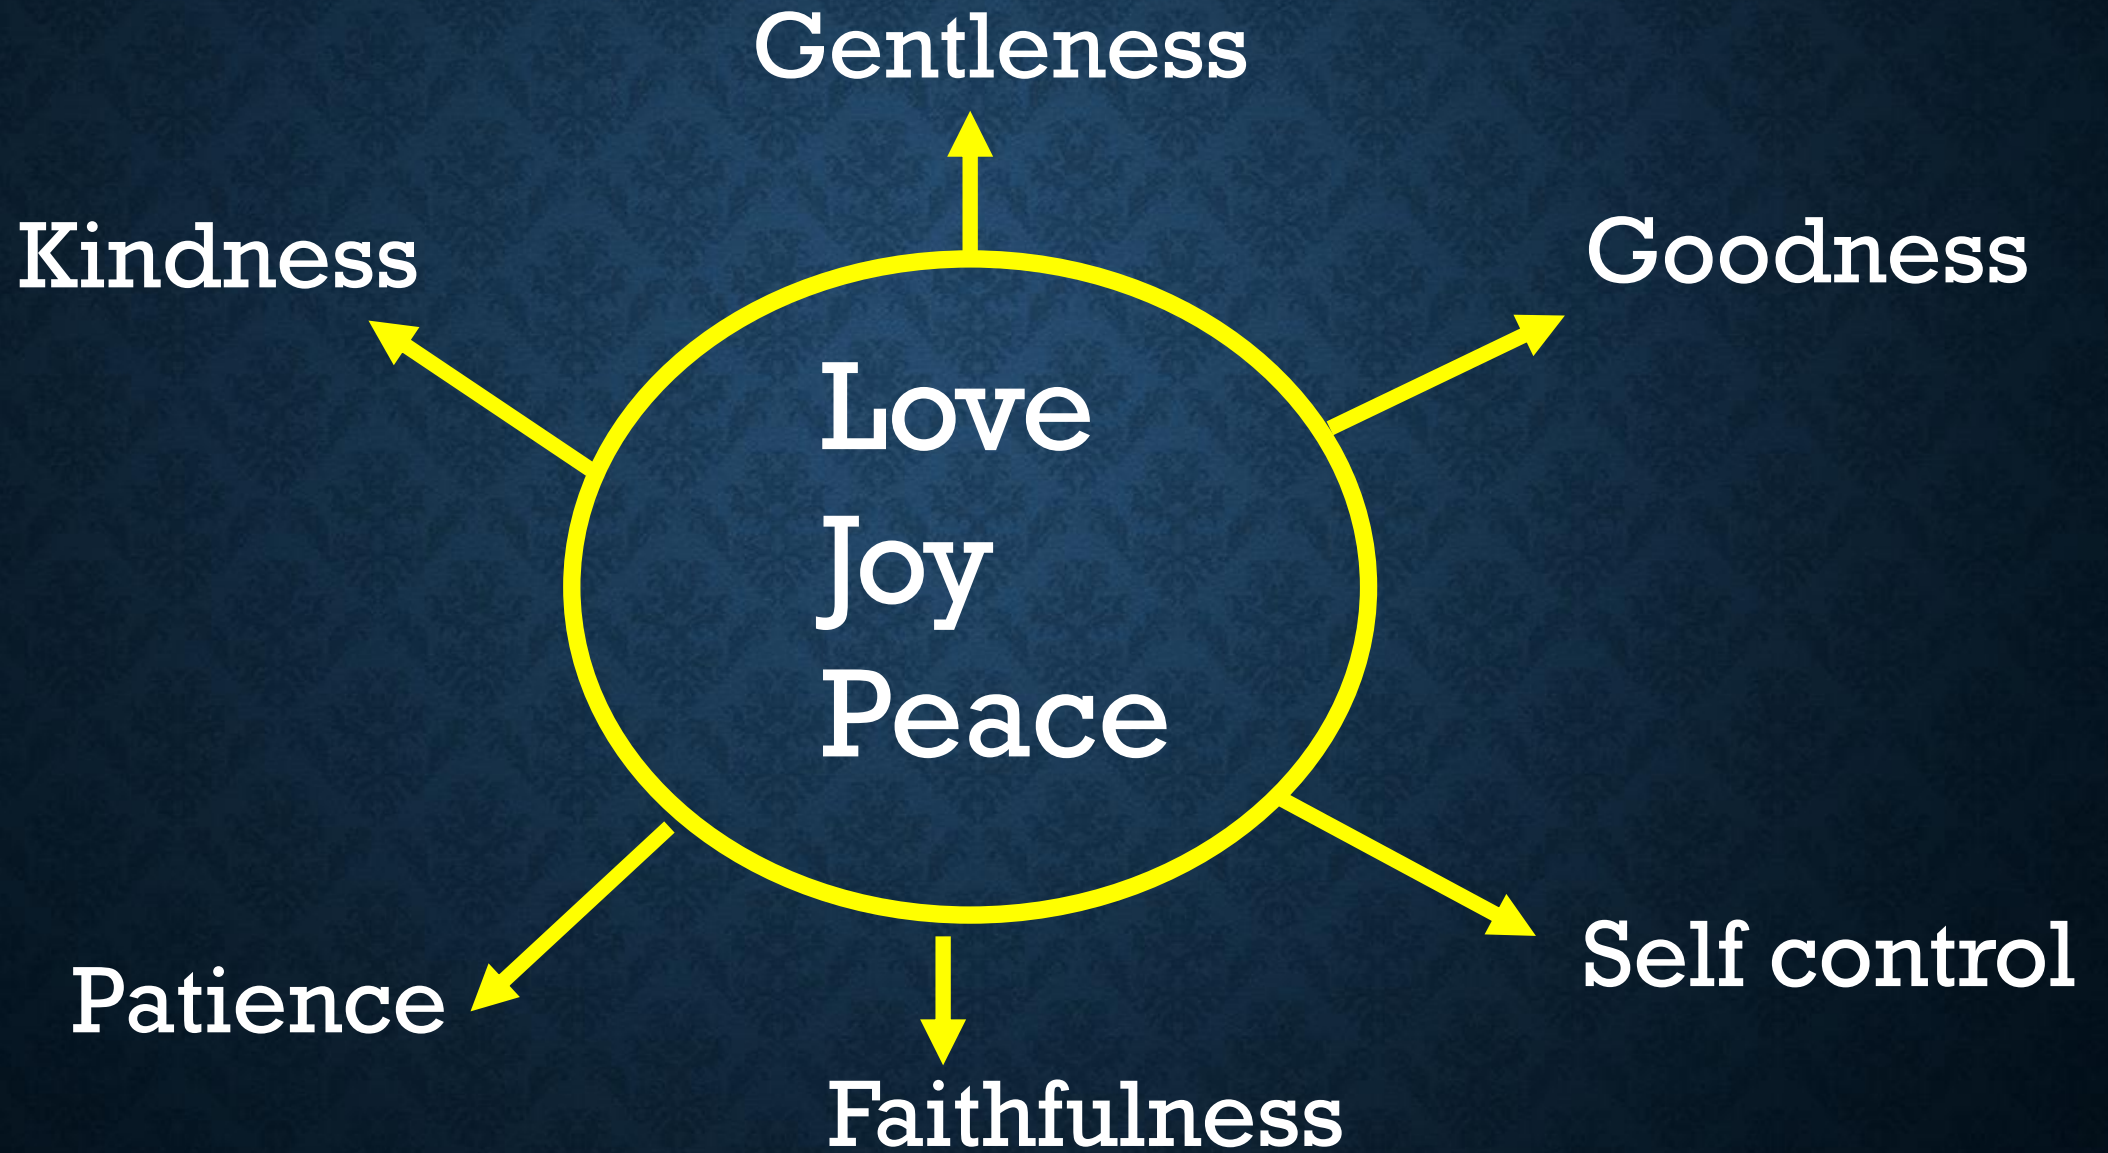 Gentleness
Kindness
Goodness
Love
Joy
Peace
Self control
Patience
Faithfulness